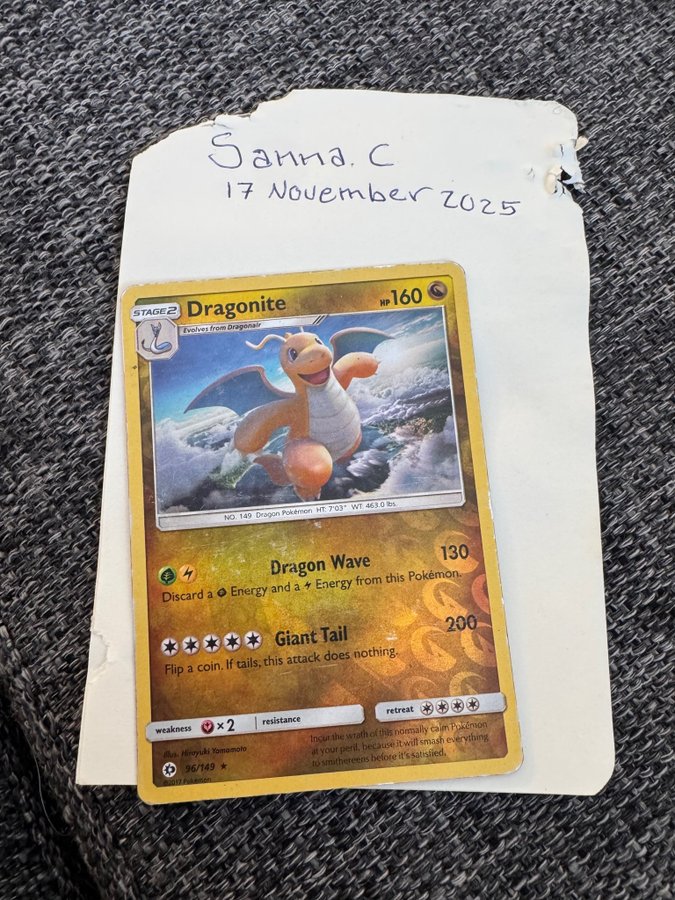 Sanna. C
17 November 2025
STAGE 2 Dragonite HP 160
Evolves from Dragonair
NO. 149 Dragon Pokémon HT: 7'03" WT: 463.0 lbs.
Dragon Wave 130
Discard a Energy and a Energy from this Pokémon.
Giant Tail 200
Flip a coin. If tails, this attack does nothing.
weakness ×2 resistance retreat
Illus. Hiroyuki Yamamoto
96/149 ★
©2017 Pokémon
Incur the wrath of this normally calm Pokémon
at your peril, because it will smash everything
to smithereens before it's satisfied.